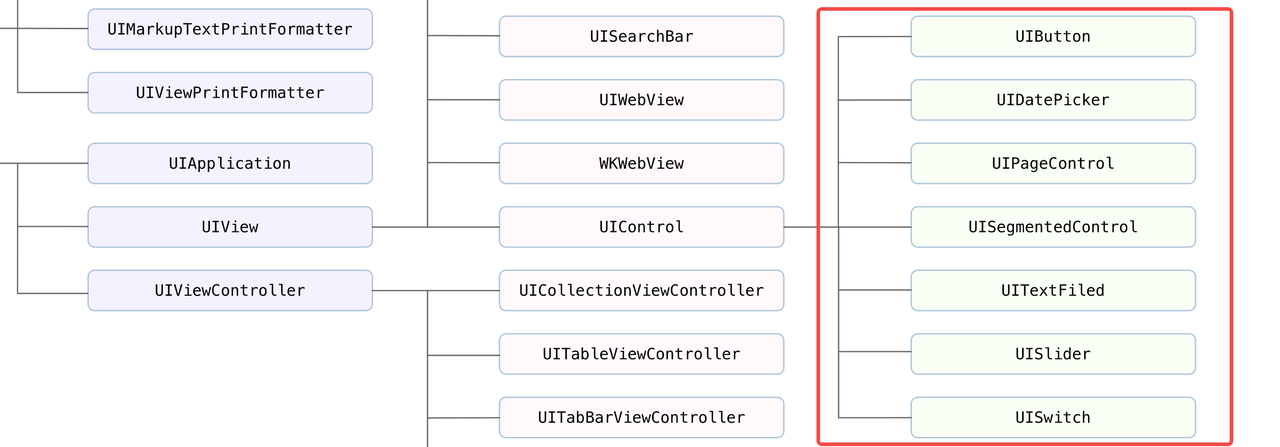 UIMarkupTextPrintFormatter
UIViewPrintFormatter
UIApplication
UIView
UIViewController
UISearchBar
UIWebView
WKWebView
UIControl
UICollectionViewController
UITableViewController
UITabBarViewController
UIButton
UIDatePicker
UIPageControl
UISegmentedControl
UITextFiled
UISlider
UISwitch